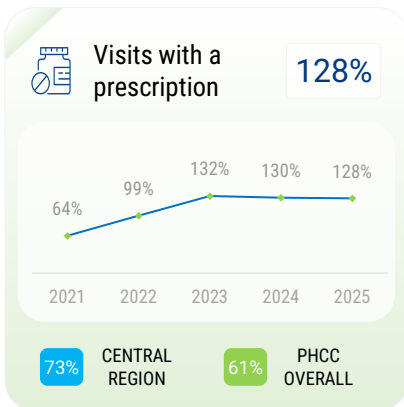 Visits with a
prescription
128%
64%
99%
132%
130%
128%
2021
2022
2023
2024
2025
73%
CENTRAL
REGION
61%
PHCC
OVERALL